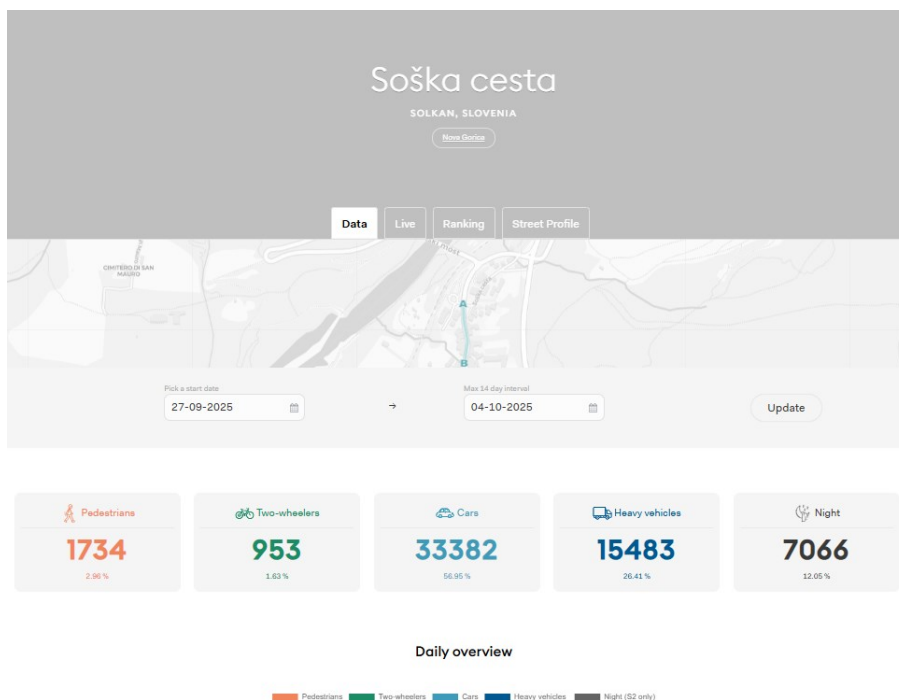 Soška cesta
SOLKAN, SLOVENIA
Nova Gorica
Data Live Ranking Street Profile
most
CIMITERO DI SAN
MAURO
A
B
Pick a start date Max 14 day interval
27-09-2025 → 04-10-2025 Update
Pedestrians Two-wheelers Cars Heavy vehicles Night
1734 953 33382 15483 7066
2.96 % 1.63 % 56.95 % 26.41 % 12.05 %
Daily overview
Pedestrians Two-wheelers Cars Heavy vehicles Night (S2 only)